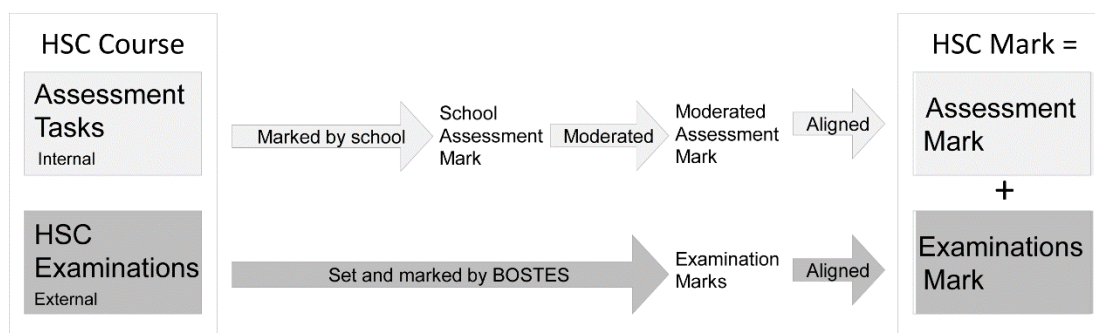 HSC Course
Assessment
Tasks
Internal
Marked by school
School
Assessment
Mark
Moderated
Moderated
Assessment
Mark
Aligned
HSC
Examinations
External
Set and marked by BOSTES
Examination
Marks
Aligned
HSC Mark =
Assessment
Mark
+
Examinations
Mark